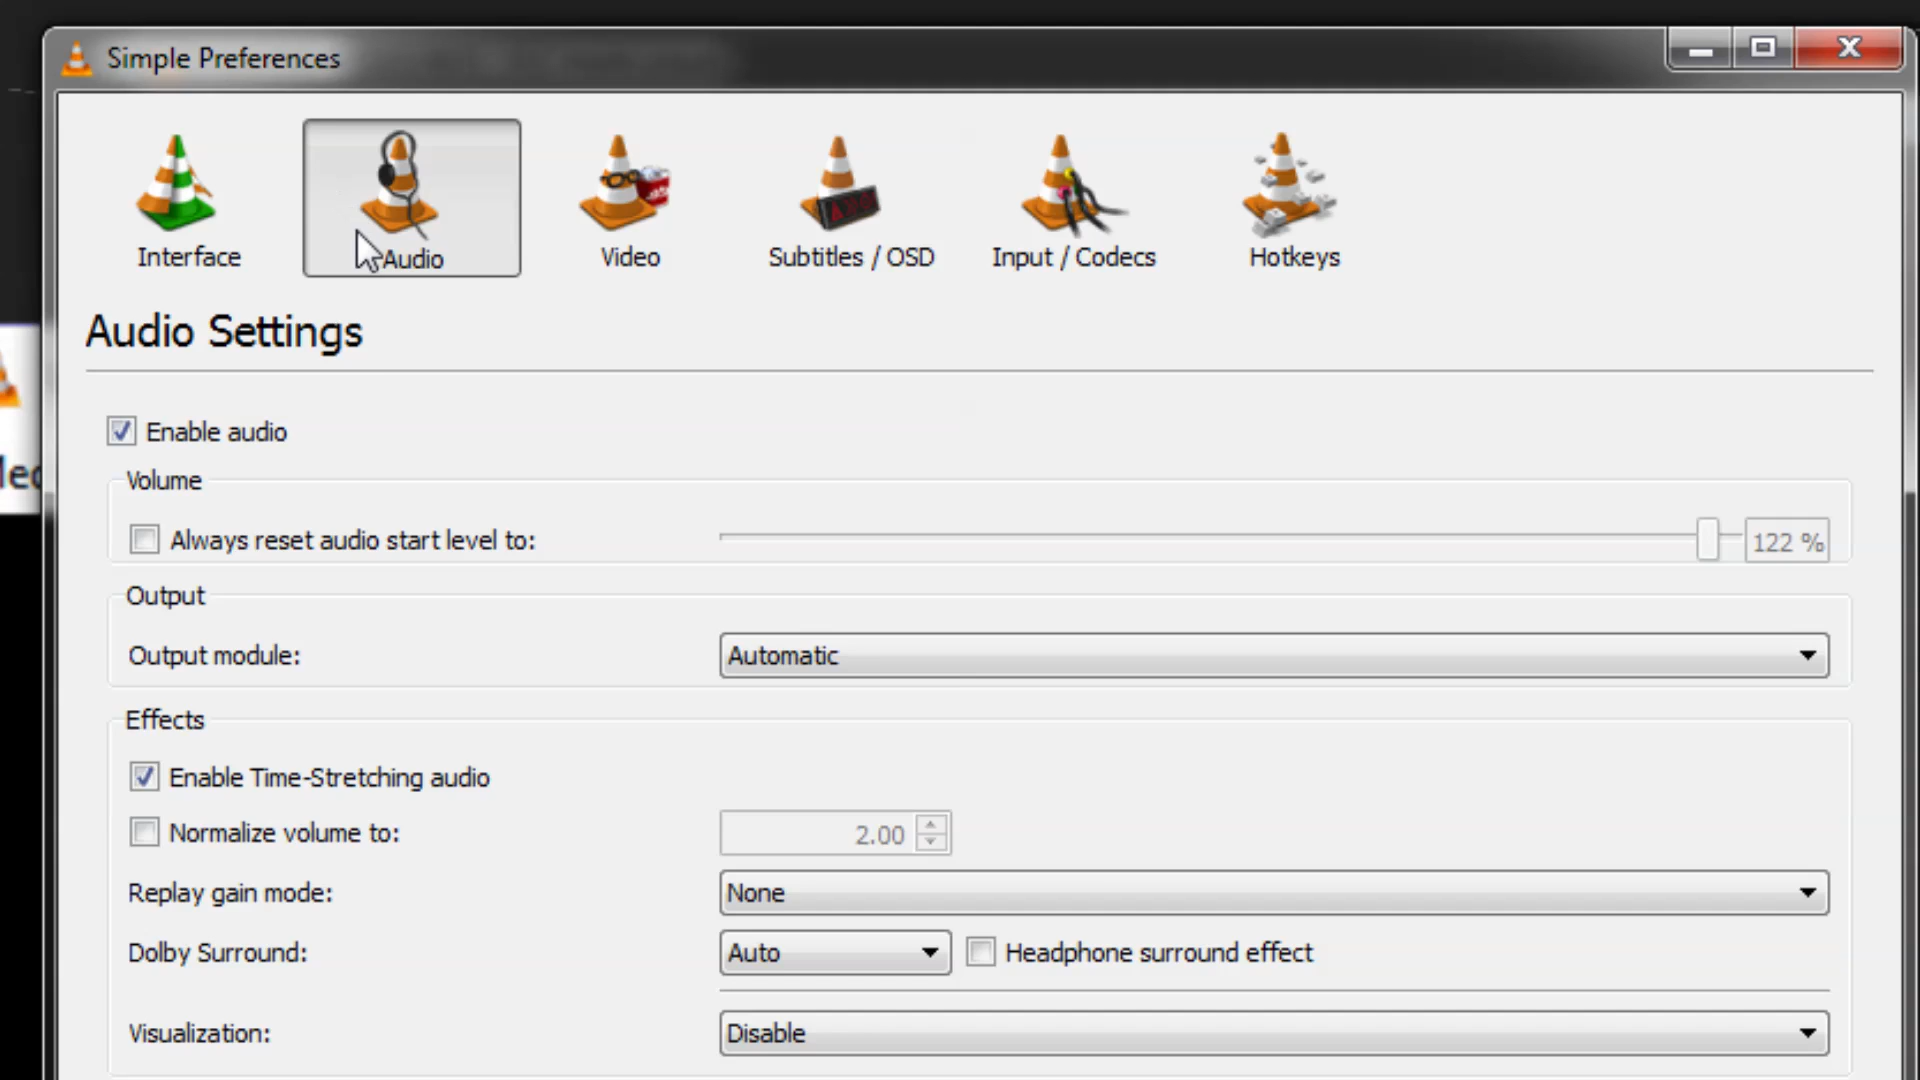 Simple Preferences
Interface
Audio
Video
Subtitles / OSD
Input / Codecs
Hotkeys
Audio Settings
Enable audio
Volume
Always reset audio start level to:
122 %
Output
Output module:
Automatic
Effects
Enable Time-Stretching audio
Normalize volume to:
2.00
Replay gain mode:
None
Dolby Surround:
Auto
Headphone surround effect
Visualization:
Disable